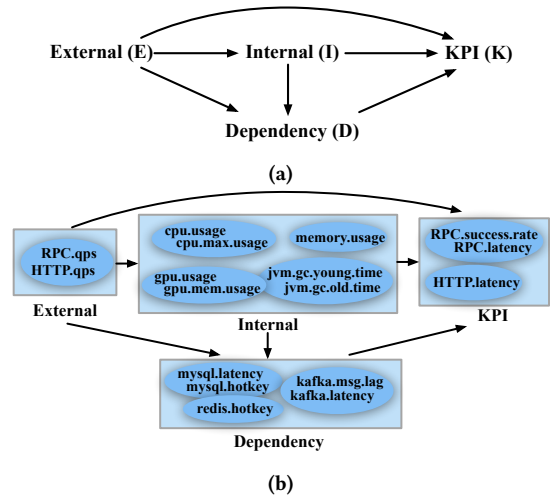 External (E)
Internal (I)
KPI (K)
Dependency (D)
(a)
RPC.qps
HTTP.qps
External
cpu.usage
cpu.max.usage
memory.usage
gpu.usage
gpu.mem.usage
jvm.gc.young.time
jvm.gc.old.time
Internal
RPC.success.rate
RPC.latency
HTTP.latency
KPI
mysql.latency
mysql.hotkey
redis.hotkey
kafka.msg.lag
kafka.latency
Dependency
(b)